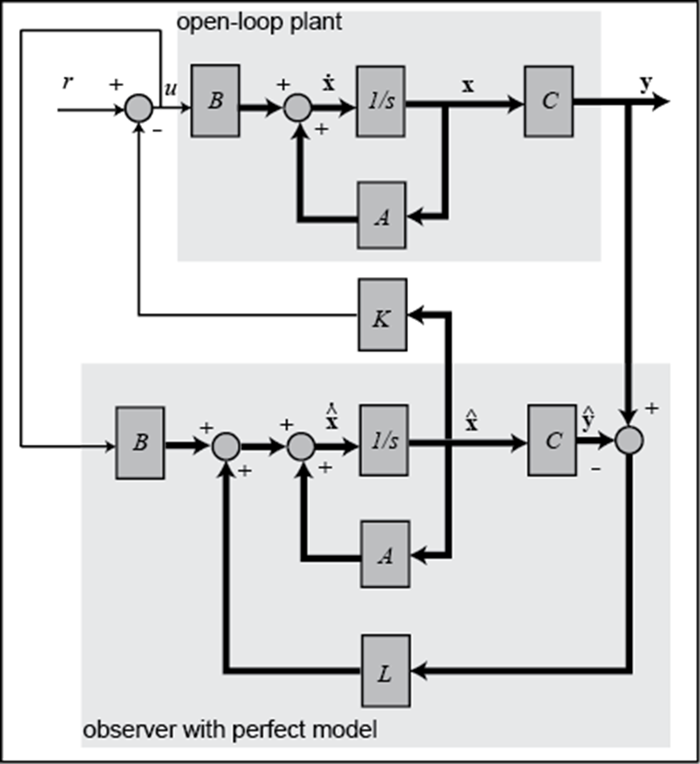 open-loop plant
r + u B + ẋ 1/s x C y
- +
A
K
B + + x̂̇ 1/s x̂ C ŷ +
+ + -
A
L
observer with perfect model